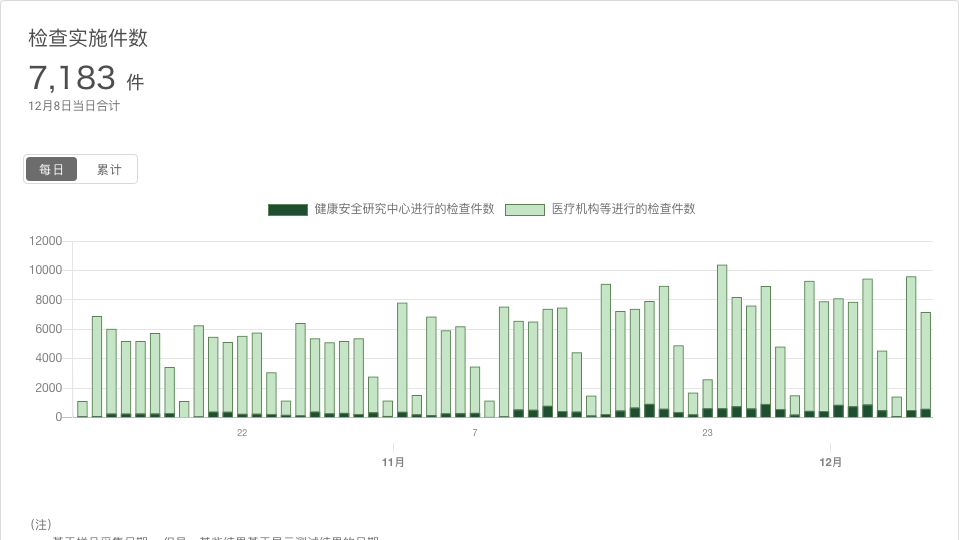 检查实施件数
7,183 件
12月8日当日合计
每日 累计
健康安全研究中心进行的检查件数 医疗机构等进行的检查件数
12000
10000
8000
6000
4000
2000
0
22 7 23
11月 12月
（注）